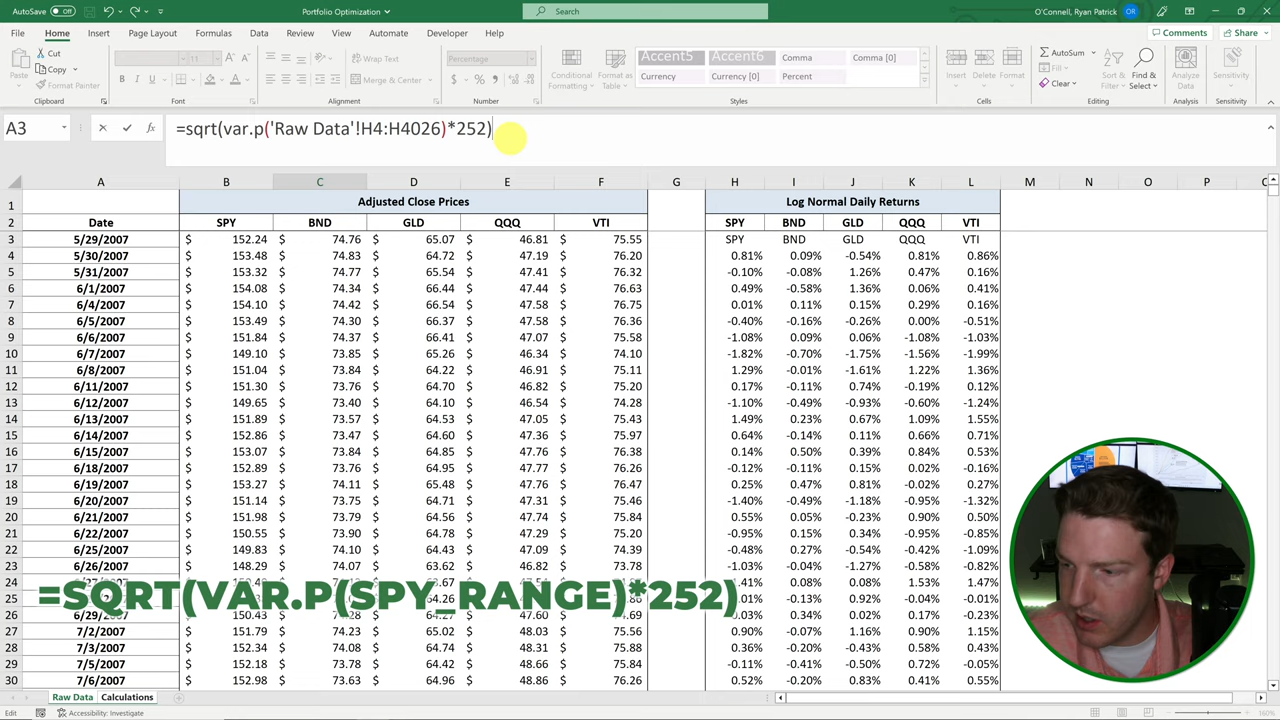 AutoSave Off Portfolio Optimization Search O'Connell, Ryan Patrick OR
File Home Insert Page Layout Formulas Data Review View Automate Developer Help Comments Share
Paste Cut Copy Format Painter Clipboard
B I U Font
Wrap Text Merge & Center Alignment
Percentage $ % Number
Conditional Formatting Format as Table
Accent5 Accent6 Comma Comma [0]
Currency Currency [0] Percent Styles
Insert Delete Format Cells
AutoSum Fill Clear Sort & Filter Find & Select Editing
Analyze Data Analysis
Sensitivity Sensitivity
A3 fx =sqrt(var.p('Raw Data'!H4:H4026)*252)
A B C D E F G H I J K L M N O P
1 Adjusted Close Prices Log Normal Daily Returns
2 Date SPY BND GLD QQQ VTI SPY BND GLD QQQ VTI
3 5/29/2007 $ 152.24 $ 74.76 $ 65.07 $ 46.81 $ 75.55 SPY BND GLD QQQ VTI
4 5/30/2007 $ 153.48 $ 74.83 $ 64.72 $ 47.19 $ 76.20 0.81% 0.09% -0.54% 0.81% 0.86%
5 5/31/2007 $ 153.32 $ 74.77 $ 65.54 $ 47.41 $ 76.32 -0.10% -0.08% 1.26% 0.47% 0.16%
6 6/1/2007 $ 154.08 $ 74.34 $ 66.44 $ 47.44 $ 76.63 0.49% -0.58% 1.36% 0.06% 0.41%
7 6/4/2007 $ 154.10 $ 74.42 $ 66.54 $ 47.58 $ 76.75 0.01% 0.11% 0.15% 0.29% 0.16%
8 6/5/2007 $ 153.49 $ 74.30 $ 66.37 $ 47.58 $ 76.36 -0.40% -0.16% -0.26% 0.00% -0.51%
9 6/6/2007 $ 151.84 $ 74.37 $ 66.41 $ 47.07 $ 75.58 -1.08% 0.09% 0.06% -1.08% -1.03%
10 6/7/2007 $ 149.10 $ 73.85 $ 65.26 $ 46.34 $ 74.10 -1.82% -0.70% -1.75% -1.56% -1.99%
11 6/8/2007 $ 151.04 $ 73.84 $ 64.22 $ 46.91 $ 75.11 1.29% -0.01% -1.61% 1.22% 1.36%
12 6/11/2007 $ 151.30 $ 73.76 $ 64.70 $ 46.82 $ 75.20 0.17% -0.11% 0.74% -0.19% 0.12%
13 6/12/2007 $ 149.65 $ 73.40 $ 64.10 $ 46.54 $ 74.28 -1.10% -0.49% -0.93% -0.60% -1.24%
14 6/13/2007 $ 151.89 $ 73.57 $ 64.53 $ 47.05 $ 75.43 1.49% 0.23% 0.67% 1.09% 1.55%
15 6/14/2007 $ 152.86 $ 73.47 $ 64.60 $ 47.36 $ 75.97 0.64% -0.14% 0.11% 0.66% 0.71%
16 6/15/2007 $ 153.07 $ 73.84 $ 64.85 $ 47.76 $ 76.38 0.14% 0.50% 0.39% 0.84% 0.53%
17 6/18/2007 $ 152.89 $ 73.76 $ 64.95 $ 47.77 $ 76.26 -0.12% -0.11% 0.15% 0.02% -0.16%
18 6/19/2007 $ 153.27 $ 74.11 $ 65.48 $ 47.76 $ 76.47 0.25% 0.47% 0.81% -0.02% 0.27%
19 6/20/2007 $ 151.14 $ 73.75 $ 64.71 $ 47.31 $ 75.46 -1.40% -0.49% -1.18% -0.95% -1.32%
20 6/21/2007 $ 151.98 $ 73.79 $ 64.56 $ 47.74 $ 75.84 0.55% 0.05% -0.23% 0.90% 0.50%
21 6/22/2007 $ 150.55 $ 73.90 $ 64.78 $ 47.29 $ 75.20 -0.95% 0.15% 0.34% -0.95% -0.85%
22 6/25/2007 $ 149.83 $ 74.10 $ 64.43 $ 47.09 $ 74.39 -0.48% 0.27% -0.54% -0.42% -1.09%
23 6/26/2007 $ 148.29 $ 74.07 $ 63.62 $ 46.82 $ 73.78 -1.03% -0.04% -1.27% -0.58% -0.82%
24 0.08% 0.08% 1.53% 1.47%
=SQRT(VAR.P(SPY_RANGE)*252)
25 -0.13% 0.92% -0.04% -0.01%
26 6/29/2007 $ 150.43 $ $ $ 47.60 $ 0.34% 0.02% 0.17% -0.23%
27 7/2/2007 $ 151.79 $ 74.23 $ 65.02 $ 48.03 $ 75.56 0.90% -0.07% 1.16% 0.90% 1.15%
28 7/3/2007 $ 152.34 $ 74.08 $ 64.74 $ 48.31 $ 75.88 0.36% -0.20% -0.43% 0.58% 0.43%
29 7/5/2007 $ 152.18 $ 73.78 $ 64.42 $ 48.66 $ 75.84 -0.11% -0.41% -0.50% 0.72% -0.05%
30 7/6/2007 $ 152.98 $ 73.63 $ 64.96 $ 48.86 $ 76.26 0.52% -0.20% 0.83% 0.41% 0.55%
Raw Data Calculations
Edit Accessibility: Investigate 160%